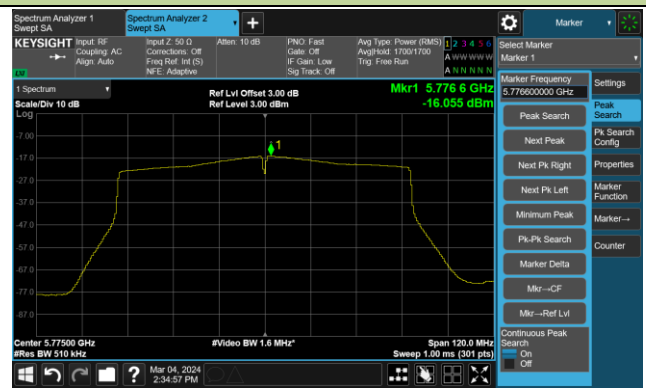 Spectrum Analyzer 1
Swept SA
Spectrum Analyzer 2
Swept SA
+
Marker
KEYSIGHT
Input: RF
Coupling: AC
Align: Auto
Input Z: 50 Ω
Corrections: Off
Freq Ref: Int (S)
NFE: Adaptive
Atten: 10 dB
PNO: Fast
Gate: Off
IF Gain: Low
Sig Track: Off
Avg Type: Power (RMS)
Avg|Hold: 1700/1700
Trig: Free Run
1 2 3 4 5 6
A W W W W W
A N N N N N
Select Marker
Marker 1
1 Spectrum
Scale/Div 10 dB
Log
Ref Lvl Offset 3.00 dB
Ref Level 3.00 dBm
Mkr1 5.776 6 GHz
-16.055 dBm
1
-7.00
-17.0
-27.0
-37.0
-47.0
-57.0
-67.0
-77.0
-87.0
Center 5.77500 GHz
#Res BW 510 kHz
#Video BW 1.6 MHz*
Span 120.0 MHz
Sweep 1.00 ms (301 pts)
Marker Frequency
5.776600000 GHz
Peak Search
Next Peak
Next Pk Right
Next Pk Left
Minimum Peak
Pk-Pk Search
Marker Delta
Mkr→CF
Mkr→Ref Lvl
Continuous Peak
Search
On
Off
Settings
Peak
Search
Pk Search
Config
Properties
Marker
Function
Marker→
Counter
?
Mar 04, 2024
2:34:57 PM